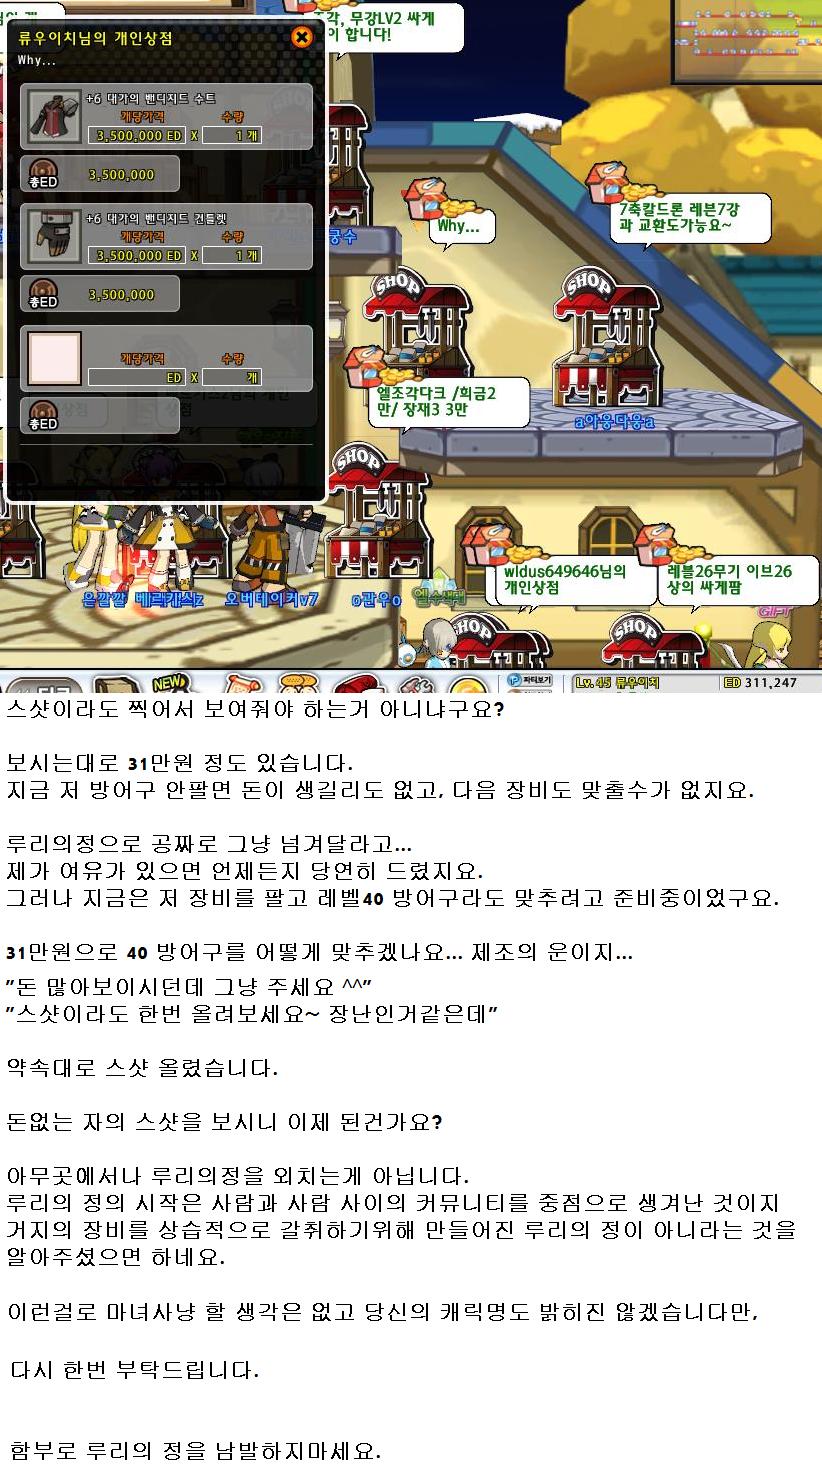 각, 무강LV2 싸게
이 합니다!
류우이치님의 개인상점
Why...
+6 대가의 밴디지드 수트
개당가격 수량
3,500,000 ED X 1 개
총ED 3,500,000
+6 대가의 밴디지드 건틀렛
개당가격 수량
3,500,000 ED X 1 개
총ED 3,500,000
개당가격 수량
ED X 개
총ED
Why...
7축칼드론 레븐7강
과 교환도가능요~
SHOP
SHOP
엘조각다크 /희금2
만/ 장재3 3만
a아웅다웅a
SHOP
wldus649646님의
개인상점
레블26무기 이브26
상의 싸게팜
은깔깔 베르카시z 오버테이커v7 o관우o 엘수색대
GIFT
SHOP
SHOP
NEW
파티보기
Lv.45 류우이치
ED 311,247
스샷이라도 찍어서 보여줘야 하는거 아니냐구요?
보시는대로 31만원 정도 있습니다.
지금 저 방어구 안팔면 돈이 생길리도 없고, 다음 장비도 맞출수가 없지요.
루리의정으로 공짜로 그냥 넘겨달라고...
제가 여유가 있으면 언제든지 당연히 드렸지요.
그러나 지금은 저 장비를 팔고 레벨40 방어구라도 맞추려고 준비중이었구요.
31만원으로 40 방어구를 어떻게 맞추겠나요... 제조의 운이지...
"돈 많아보이시던데 그냥 주세요 ^^"
"스샷이라도 한번 올려보세요~ 장난인거같은데"
약속대로 스샷 올렸습니다.
돈없는 자의 스샷을 보시니 이제 된건가요?
아무곳에서나 루리의정을 외치는게 아닙니다.
루리의 정의 시작은 사람과 사람 사이의 커뮤니티를 중점으로 생겨난 것이지
거지의 장비를 상습적으로 갈취하기위해 만들어진 루리의 정이 아니라는 것을
알아주셨으면 하네요.
이런걸로 마녀사냥 할 생각은 없고 당신의 캐릭명도 밝히진 않겠습니다만,
다시 한번 부탁드립니다.
함부로 루리의 정을 남발하지마세요.